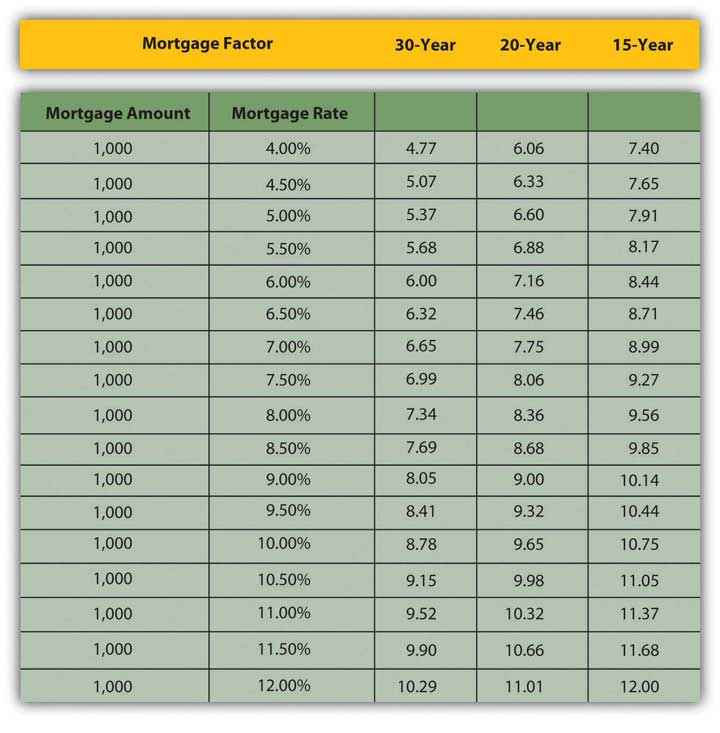 Mortgage Factor 30-Year 20-Year 15-Year
Mortgage Amount Mortgage Rate
1,000 4.00% 4.77 6.06 7.40
1,000 4.50% 5.07 6.33 7.65
1,000 5.00% 5.37 6.60 7.91
1,000 5.50% 5.68 6.88 8.17
1,000 6.00% 6.00 7.16 8.44
1,000 6.50% 6.32 7.46 8.71
1,000 7.00% 6.65 7.75 8.99
1,000 7.50% 6.99 8.06 9.27
1,000 8.00% 7.34 8.36 9.56
1,000 8.50% 7.69 8.68 9.85
1,000 9.00% 8.05 9.00 10.14
1,000 9.50% 8.41 9.32 10.44
1,000 10.00% 8.78 9.65 10.75
1,000 10.50% 9.15 9.98 11.05
1,000 11.00% 9.52 10.32 11.37
1,000 11.50% 9.90 10.66 11.68
1,000 12.00% 10.29 11.01 12.00